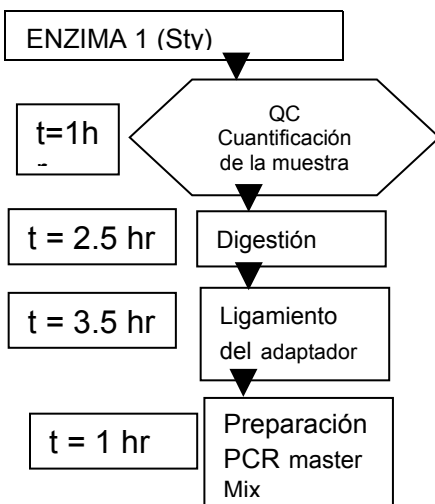 ENZIMA 1 (Sty)
QC
Cuantificación
de la muestra
t=1h
t = 2.5 hr
Digestión
t = 3.5 hr
Ligamiento
del adaptador
t = 1 hr
Preparación
PCR master
Mix